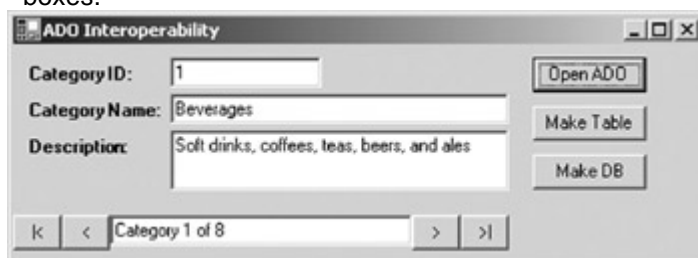 boxes.
ADO Interoperability
Category ID: 1 Open ADO
Category Name: Beverages
Make Table
Description: Soft drinks, coffees, teas, beers, and ales
Make DB
Category 1 of 8